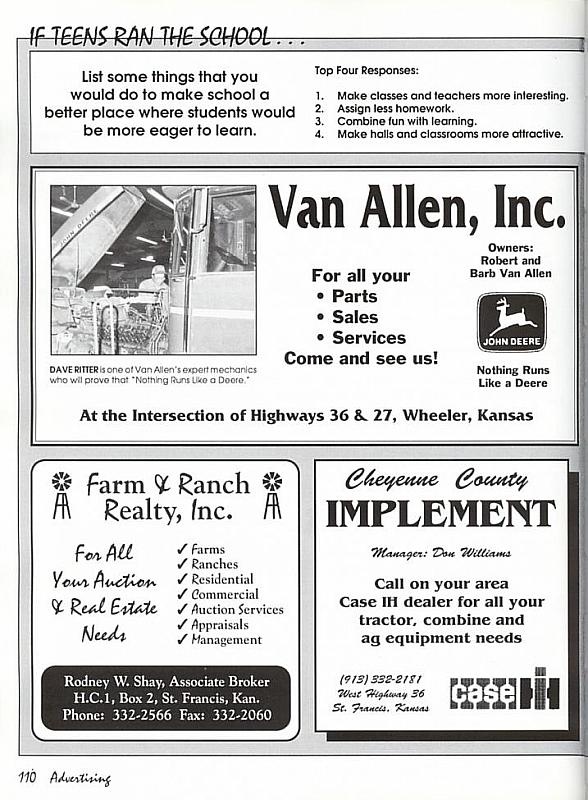 IF TEENS RAN THE SCHOOL . . .
List some things that you
would do to make school a
better place where students would
be more eager to learn.
Top Four Responses:
1. Make classes and teachers more interesting.
2. Assign less homework.
3. Combine fun with learning.
4. Make halls and classrooms more attractive.
JOHN DEERE
DAVE RITTER is one of Van Allen's expert mechanics
who will prove that "Nothing Runs Like a Deere."
Van Allen, Inc.
For all your
• Parts
• Sales
• Services
Come and see us!
Owners:
Robert and
Barb Van Allen
JOHN DEERE
Nothing Runs
Like a Deere
At the Intersection of Highways 36 & 27, Wheeler, Kansas
Farm & Ranch
Realty, Inc.
For All
Your Auction
& Real Estate
Needs
✓ Farms
✓ Ranches
✓ Residential
✓ Commercial
✓ Auction Services
✓ Appraisals
✓ Management
Rodney W. Shay, Associate Broker
H.C.1, Box 2, St. Francis, Kan.
Phone: 332-2566 Fax: 332-2060
Cheyenne County
IMPLEMENT
Manager: Don Williams
Call on your area
Case IH dealer for all your
tractor, combine and
ag equipment needs
(913) 332-2181
West Highway 36
St. Francis, Kansas
case IH
110 Advertising